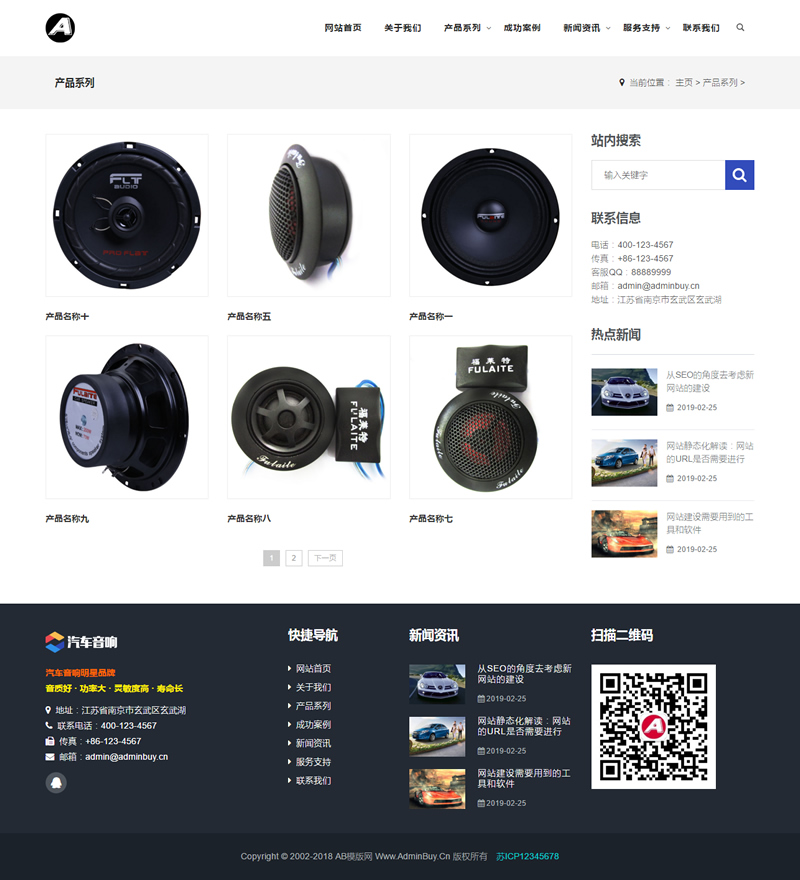 A
网站首页 关于我们 产品系列 成功案例 新闻资讯 服务支持 联系我们
产品系列
当前位置： 主页 > 产品系列 >
FLT
AUDIO
PRO FLET
Fulaite
FULAITE
产品名称十
产品名称五
产品名称一
FULAITE
福莱特
FULAITE
Fulaite
福莱特
FULAITE
Fulaite
Fulaite
产品名称九
产品名称八
产品名称七
1 2 下一页
站内搜索
输入关键字
联系信息
电话：400-123-4567
传真：+86-123-4567
客服QQ：88889999
邮箱：admin@adminbuy.cn
地址：江苏省南京市玄武区玄武湖
热点新闻
从SEO的角度去考虑新
网站的建设
2019-02-25
网站静态化解读：网站
的URL是否需要进行
2019-02-25
网站建设需要用到的工
具和软件
2019-02-25
汽车音响
汽车音响明星品牌
音质好 · 功率大 · 灵敏度高 · 寿命长
地址：江苏省南京市玄武区玄武湖
联系电话：400-123-4567
传真：+86-123-4567
邮箱：admin@adminbuy.cn
快捷导航
网站首页
关于我们
产品系列
成功案例
新闻资讯
服务支持
联系我们
新闻资讯
从SEO的角度去考虑新
网站的建设
2019-02-25
网站静态化解读：网站
的URL是否需要进行
2019-02-25
网站建设需要用到的工
具和软件
2019-02-25
扫描二维码
A
Copyright © 2002-2018 AB模版网 Www.AdminBuy.Cn 版权所有 苏ICP12345678